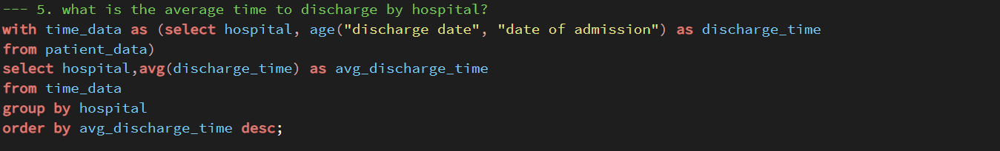 --- 5. what is the average time to discharge by hospital?
with time_data as (select hospital, age("discharge date", "date of admission") as discharge_time
from patient_data)
select hospital,avg(discharge_time) as avg_discharge_time
from time_data
group by hospital
order by avg_discharge_time desc;